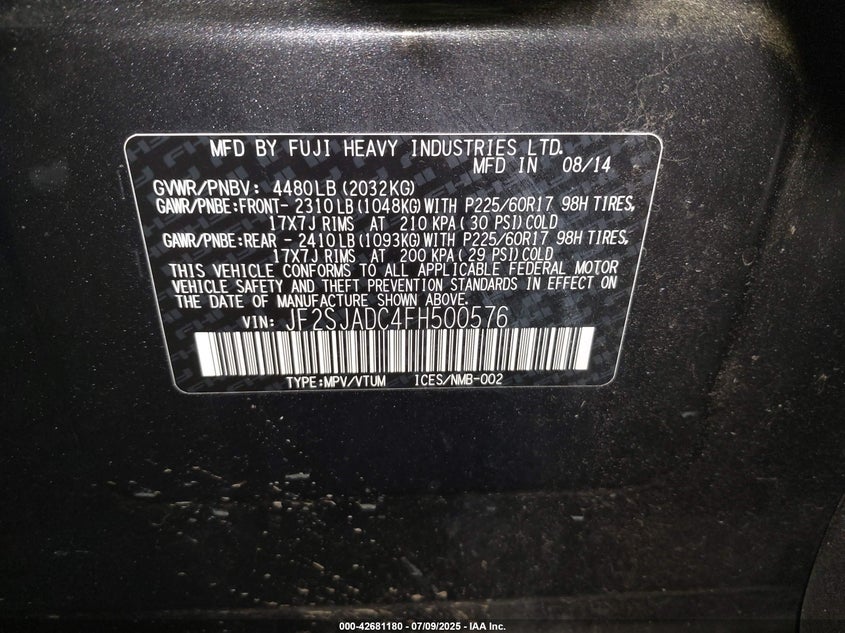 MFD BY FUJI HEAVY INDUSTRIES LTD.
MFD IN 08/14
GVWR/PNBV: 4480LB(2032KG)
GAWR/PNBE:FRONT- 2310LB(1048KG)WITH P225/60R17 98H TIRES,
17X7J RIMS AT 210 KPA(30 PSI)COLD
GAWR/PNBE:REAR - 2410LB(1093KG)WITH P225/60R17 98H TIRES,
17X7J RIMS AT 200 KPA(29 PSI)COLD
THIS VEHICLE CONFORMS TO ALL APPLICABLE FEDERAL MOTOR
VEHICLE SAFETY AND THEFT PREVENTION STANDARDS IN EFFECT ON
THE DATE OF MANUFACTURE SHOWN ABOVE.
VIN: JF2SJADC4FH500576
TYPE:MPV/VTUM ICES/NMB-002
000-42681180 - 07/09/2025 - IAA Inc.